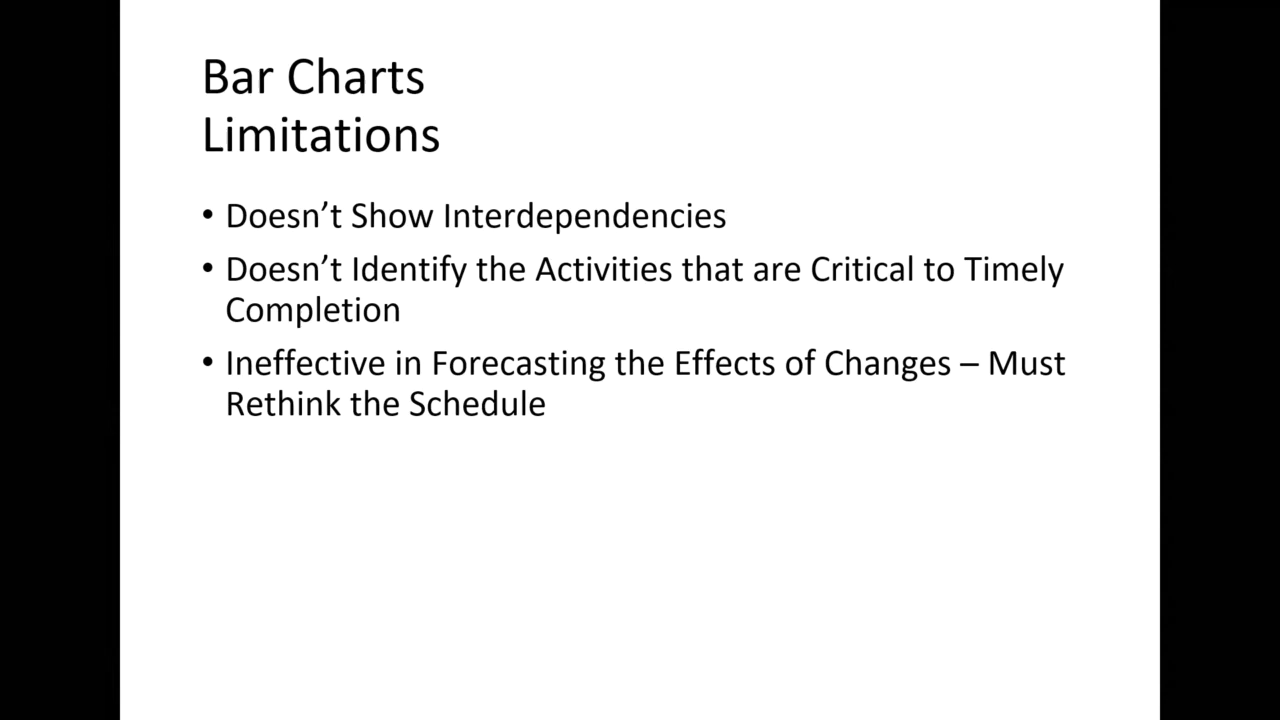 Bar Charts
Limitations
• Doesn’t Show Interdependencies
• Doesn’t Identify the Activities that are Critical to Timely
Completion
• Ineffective in Forecasting the Effects of Changes – Must
Rethink the Schedule